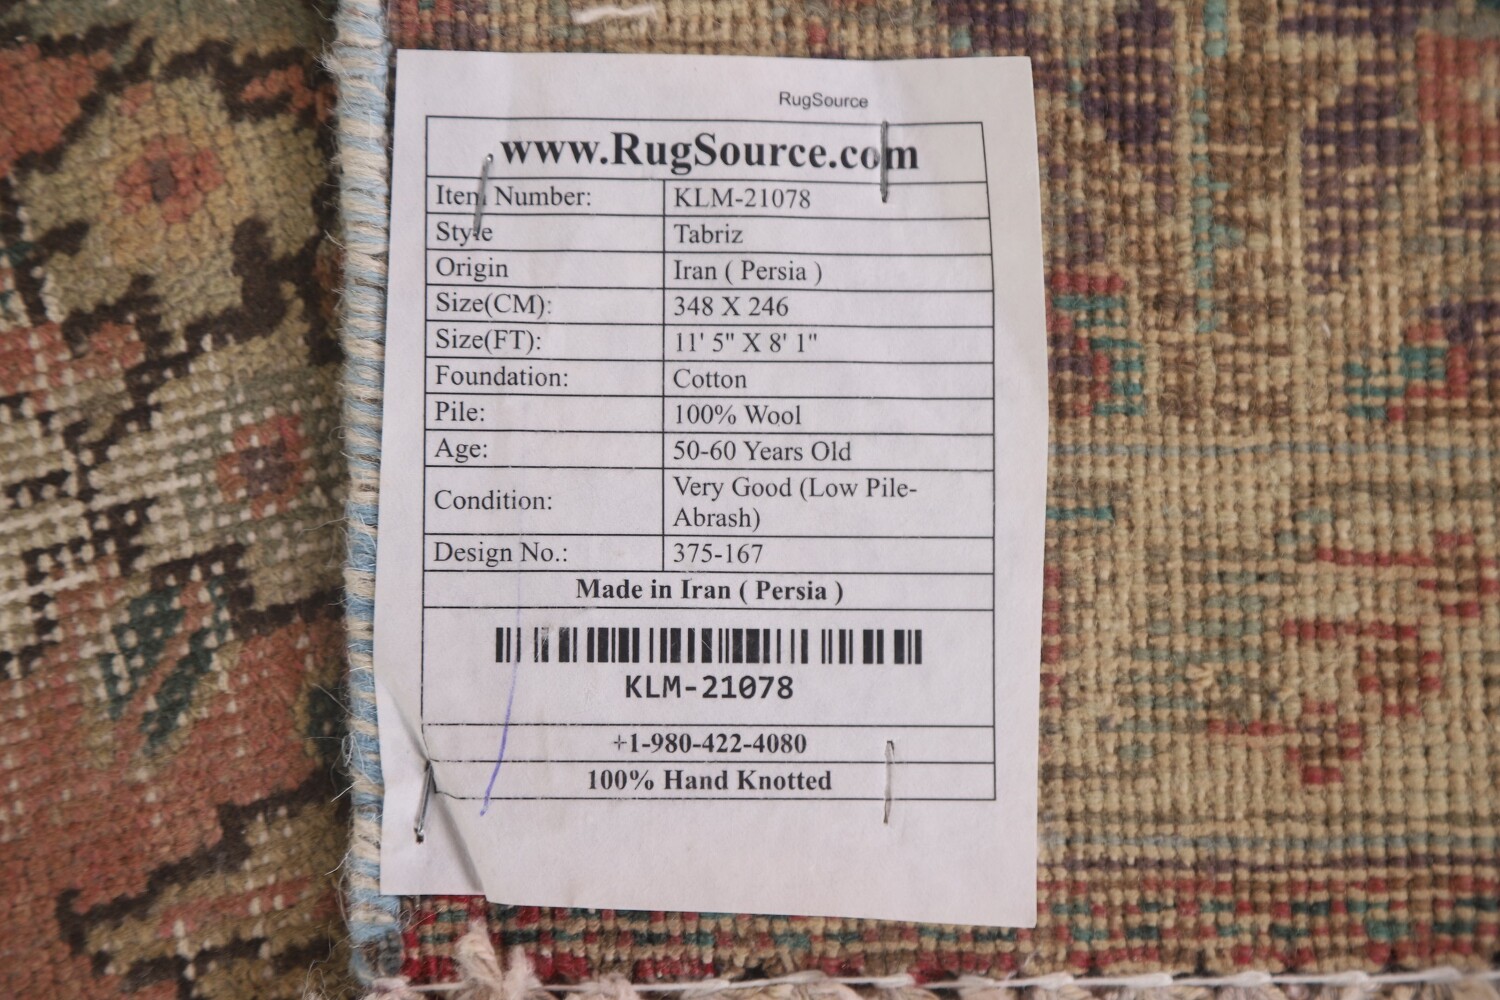 RugSource
www.RugSource.com
Item Number: KLM-21078
Style Tabriz
Origin Iran ( Persia )
Size(CM): 348 X 246
Size(FT): 11' 5" X 8' 1"
Foundation: Cotton
Pile: 100% Wool
Age: 50-60 Years Old
Condition: Very Good (Low Pile-
Abrash)
Design No.: 375-167
Made in Iran ( Persia )
KLM-21078
+1-980-422-4080
100% Hand Knotted